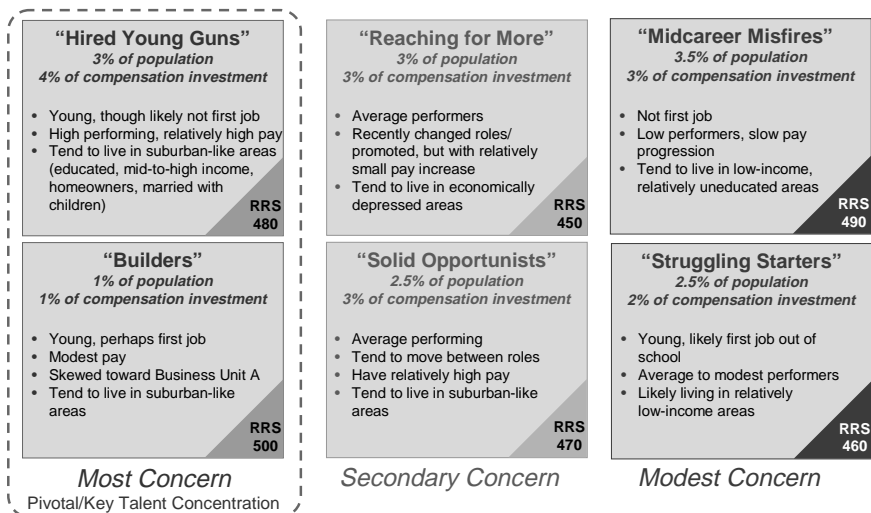 “Hired Young Guns”
3% of population
4% of compensation investment
• Young, though likely not first job
• High performing, relatively high pay
• Tend to live in suburban-like areas
(educated, mid-to-high income,
homeowners, married with
children)
RRS
480
“Reaching for More”
3% of population
3% of compensation investment
• Average performers
• Recently changed roles/
promoted, but with relatively
small pay increase
• Tend to live in economically
depressed areas
RRS
450
“Midcareer Misfires”
3.5% of population
3% of compensation investment
• Not first job
• Low performers, slow pay
progression
• Tend to live in low-income,
relatively uneducated areas
RRS
490
“Builders”
1% of population
1% of compensation investment
• Young, perhaps first job
• Modest pay
• Skewed toward Business Unit A
• Tend to live in suburban-like
areas
RRS
500
“Solid Opportunists”
2.5% of population
3% of compensation investment
• Average performing
• Tend to move between roles
• Have relatively high pay
• Tend to live in suburban-like
areas
RRS
470
“Struggling Starters”
2.5% of population
2% of compensation investment
• Young, likely first job out of
school
• Average to modest performers
• Likely living in relatively
low-income areas
RRS
460
Most Concern
Pivotal/Key Talent Concentration
Secondary Concern
Modest Concern